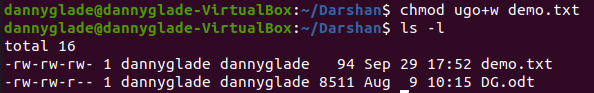 dannyglade@dannyglade-VirtualBox:~/Darshan$ chmod ugo+w demo.txt
dannyglade@dannyglade-VirtualBox:~/Darshan$ ls -l
total 16
-rw-rw-rw- 1 dannyglade dannyglade   94 Sep 29 17:52 demo.txt
-rw-rw-r-- 1 dannyglade dannyglade 8511 Aug  9 10:15 DG.odt